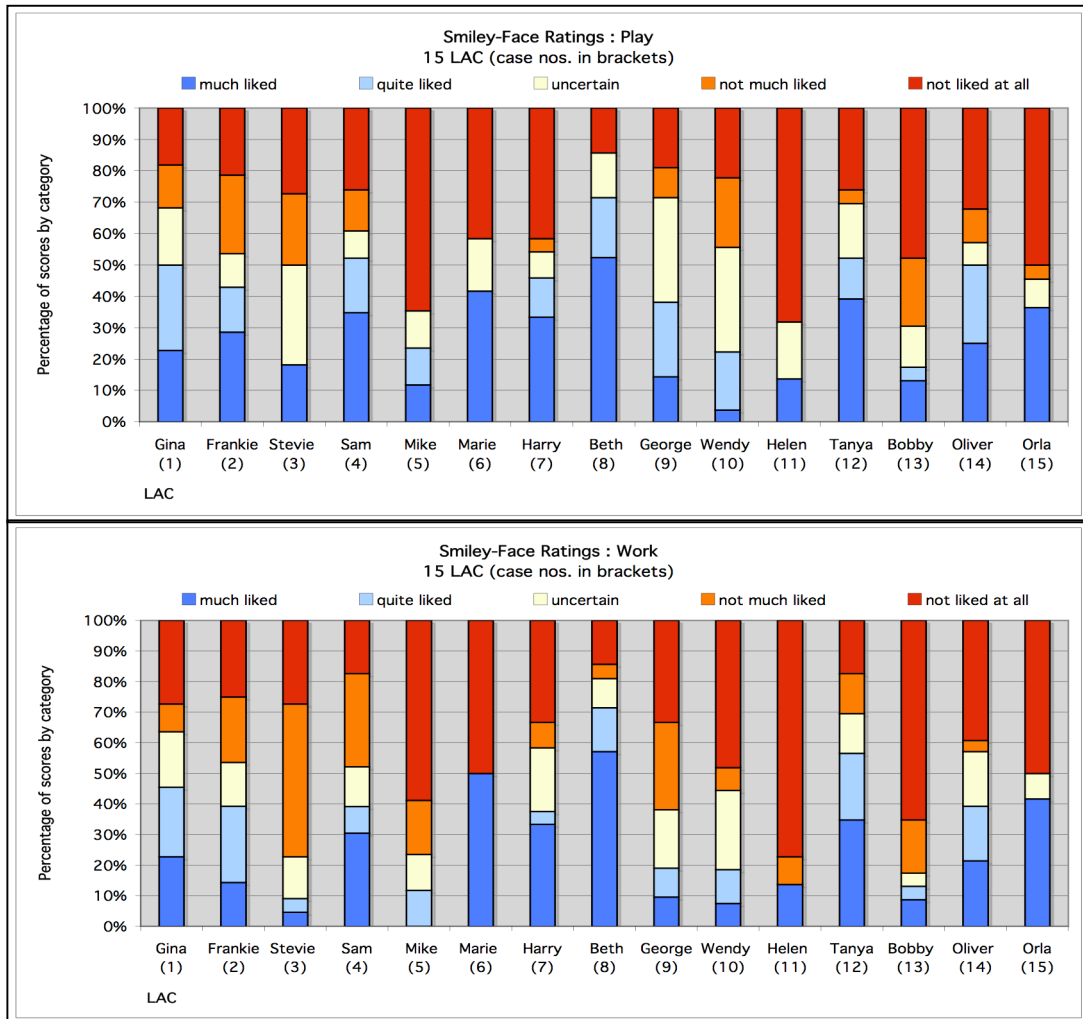 Smiley-Face Ratings : Play
15 LAC (case nos. in brackets)
much liked quite liked uncertain not much liked not liked at all
Percentage of scores by category
100%
90%
80%
70%
60%
50%
40%
30%
20%
10%
0%
Gina Frankie Stevie Sam Mike Marie Harry Beth George Wendy Helen Tanya Bobby Oliver Orla
(1) (2) (3) (4) (5) (6) (7) (8) (9) (10) (11) (12) (13) (14) (15)
LAC
Smiley-Face Ratings : Work
15 LAC (case nos. in brackets)
much liked quite liked uncertain not much liked not liked at all
Percentage of scores by category
100%
90%
80%
70%
60%
50%
40%
30%
20%
10%
0%
Gina Frankie Stevie Sam Mike Marie Harry Beth George Wendy Helen Tanya Bobby Oliver Orla
(1) (2) (3) (4) (5) (6) (7) (8) (9) (10) (11) (12) (13) (14) (15)
LAC